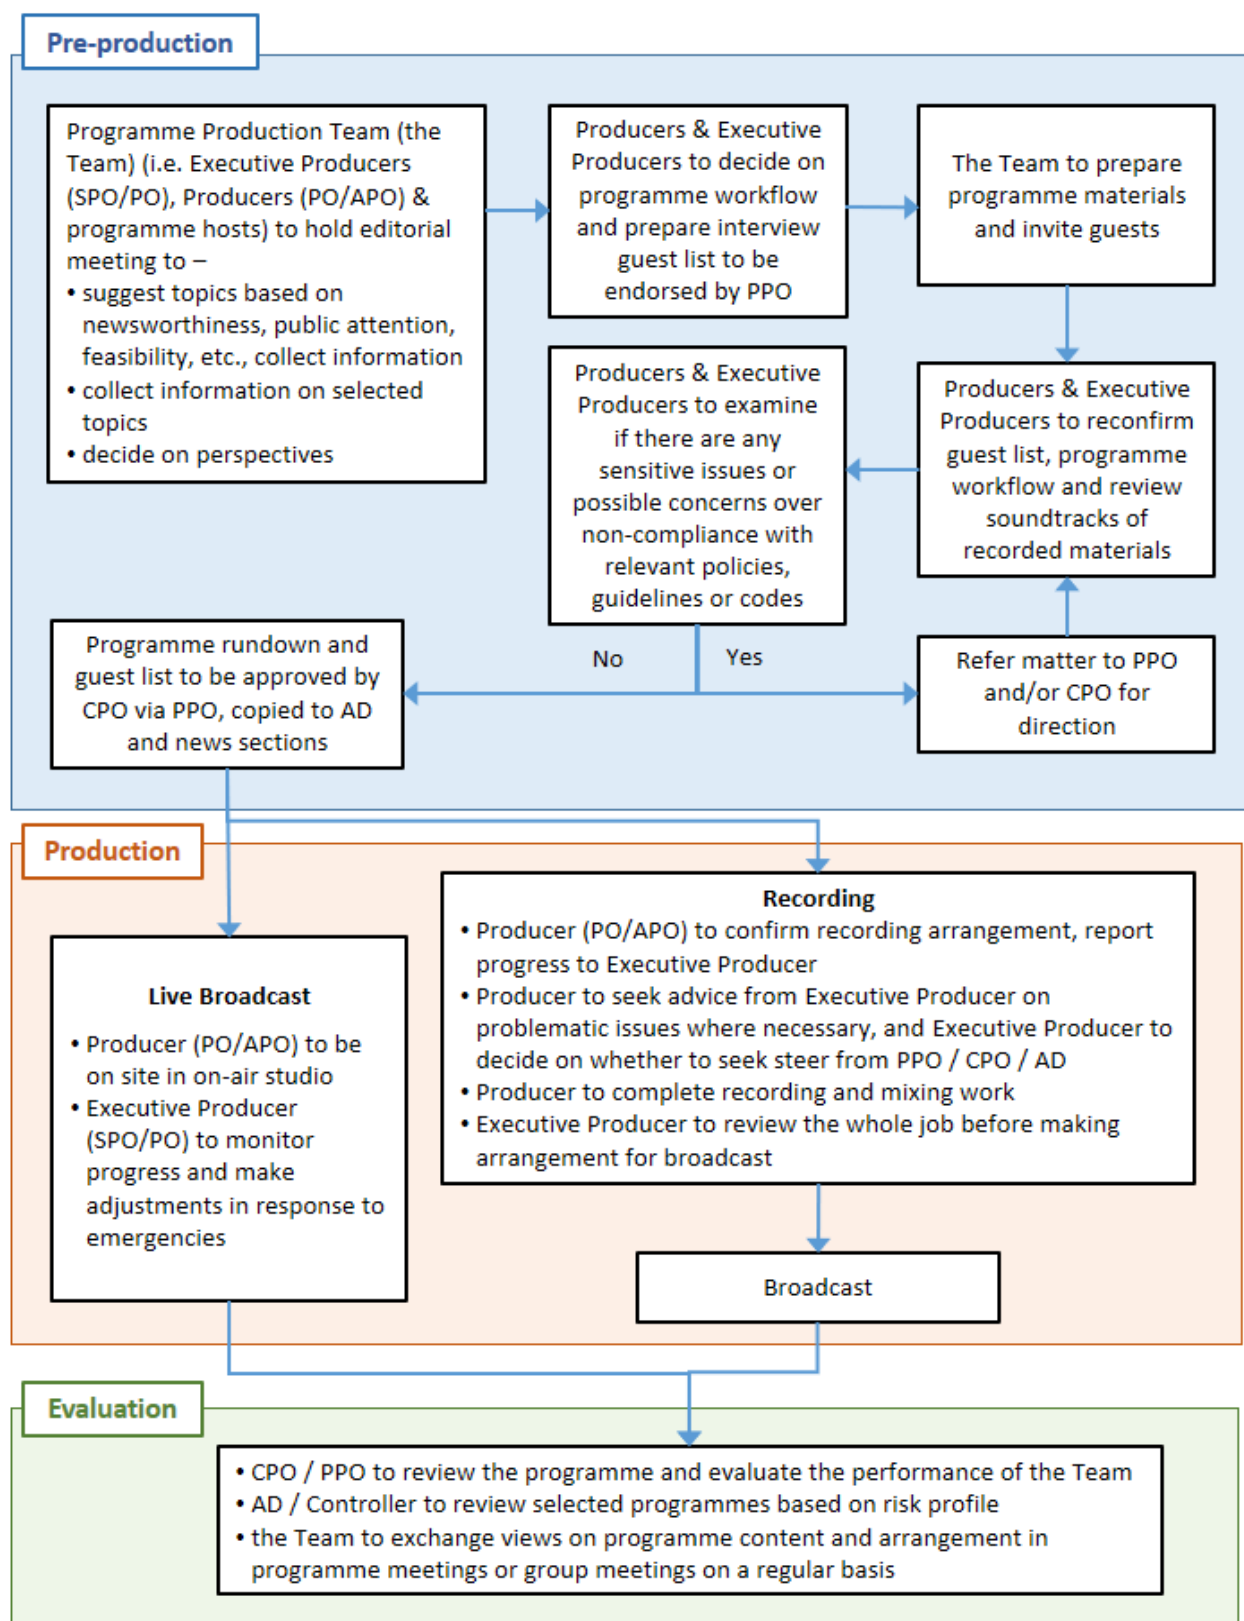 Pre-production
Programme Production Team (the
Team) (i.e. Executive Producers
(SPO/PO), Producers (PO/APO) &
programme hosts) to hold editorial
meeting to –
• suggest topics based on
newsworthiness, public attention,
feasibility, etc., collect information
• collect information on selected
topics
• decide on perspectives
Producers & Executive
Producers to decide on
programme workflow
and prepare interview
guest list to be
endorsed by PPO
The Team to prepare
programme materials
and invite guests
Producers & Executive
Producers to reconfirm
guest list, programme
workflow and review
soundtracks of
recorded materials
Producers & Executive
Producers to examine
if there are any
sensitive issues or
possible concerns over
non-compliance with
relevant policies,
guidelines or codes
No
Yes
Refer matter to PPO
and/or CPO for
direction
Programme rundown and
guest list to be approved by
CPO via PPO, copied to AD
and news sections
Production
Live Broadcast
• Producer (PO/APO) to be
on site in on-air studio
• Executive Producer
(SPO/PO) to monitor
progress and make
adjustments in response to
emergencies
Recording
• Producer (PO/APO) to confirm recording arrangement, report
progress to Executive Producer
• Producer to seek advice from Executive Producer on
problematic issues where necessary, and Executive Producer to
decide on whether to seek steer from PPO / CPO / AD
• Producer to complete recording and mixing work
• Executive Producer to review the whole job before making
arrangement for broadcast
Broadcast
Evaluation
• CPO / PPO to review the programme and evaluate the performance of the Team
• AD / Controller to review selected programmes based on risk profile
• the Team to exchange views on programme content and arrangement in
programme meetings or group meetings on a regular basis